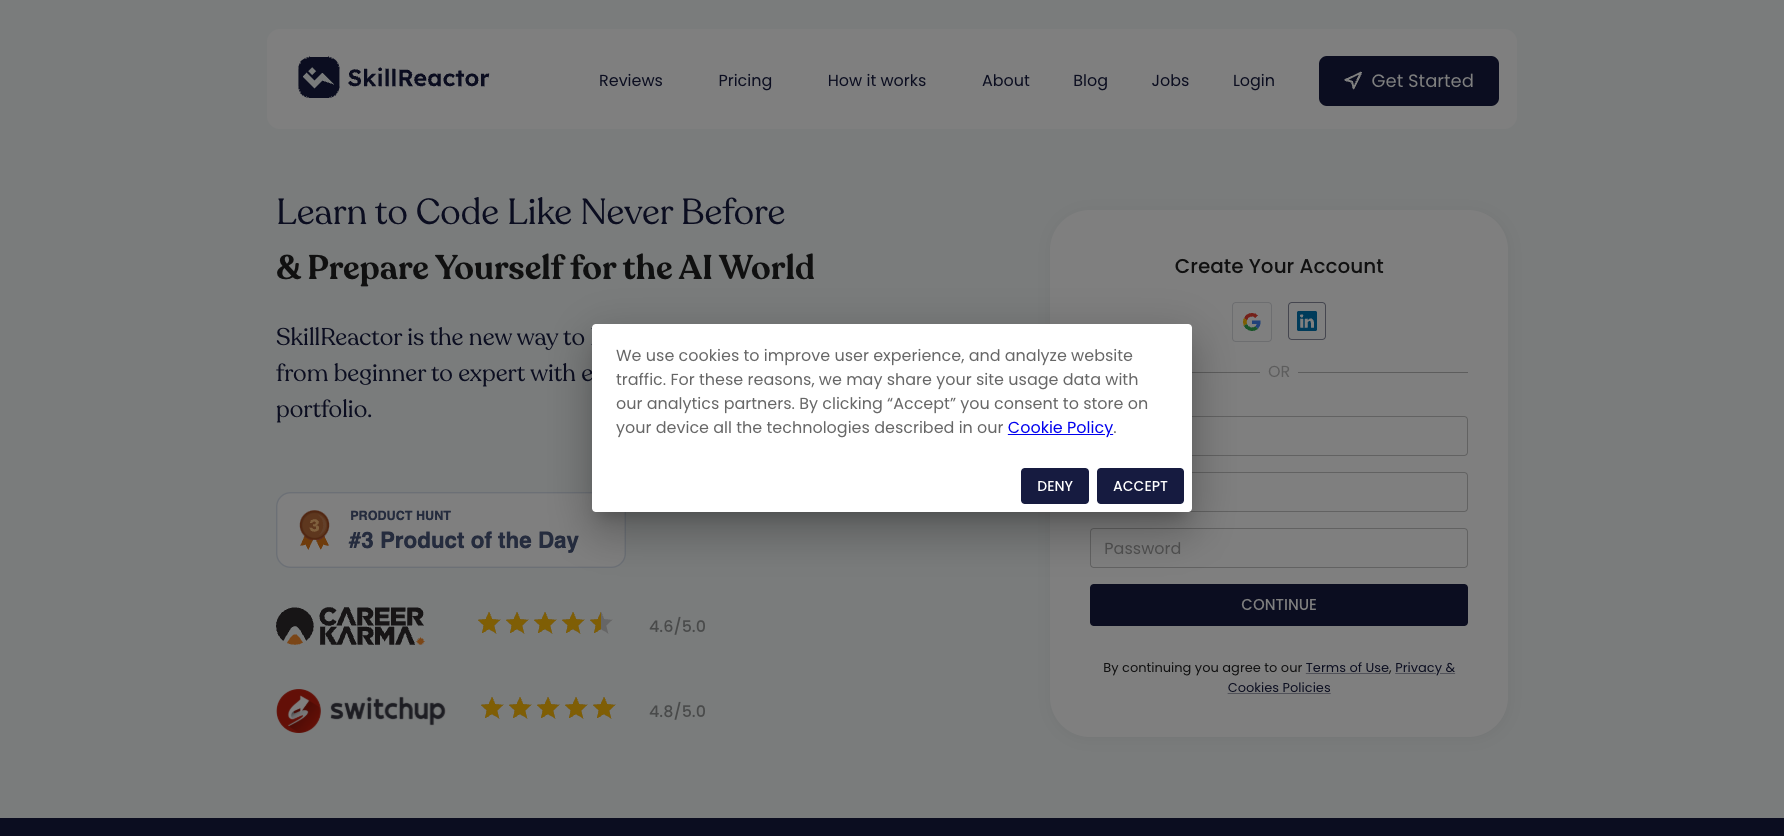 SkillReactor
Reviews
Pricing
How it works
About
Blog
Jobs
Login
Get Started
Learn to Code Like Never Before
& Prepare Yourself for the AI World
SkillReactor is the new way to
from beginner to expert with e
portfolio.
We use cookies to improve user experience, and analyze website
traffic. For these reasons, we may share your site usage data with
our analytics partners. By clicking “Accept” you consent to store on
your device all the technologies described in our Cookie Policy.
DENY
ACCEPT
3
PRODUCT HUNT
#3 Product of the Day
CAREER
KARMA.
4.6/5.0
switchup
4.8/5.0
Create Your Account
in
OR
Password
CONTINUE
By continuing you agree to our Terms of Use, Privacy &
Cookies Policies